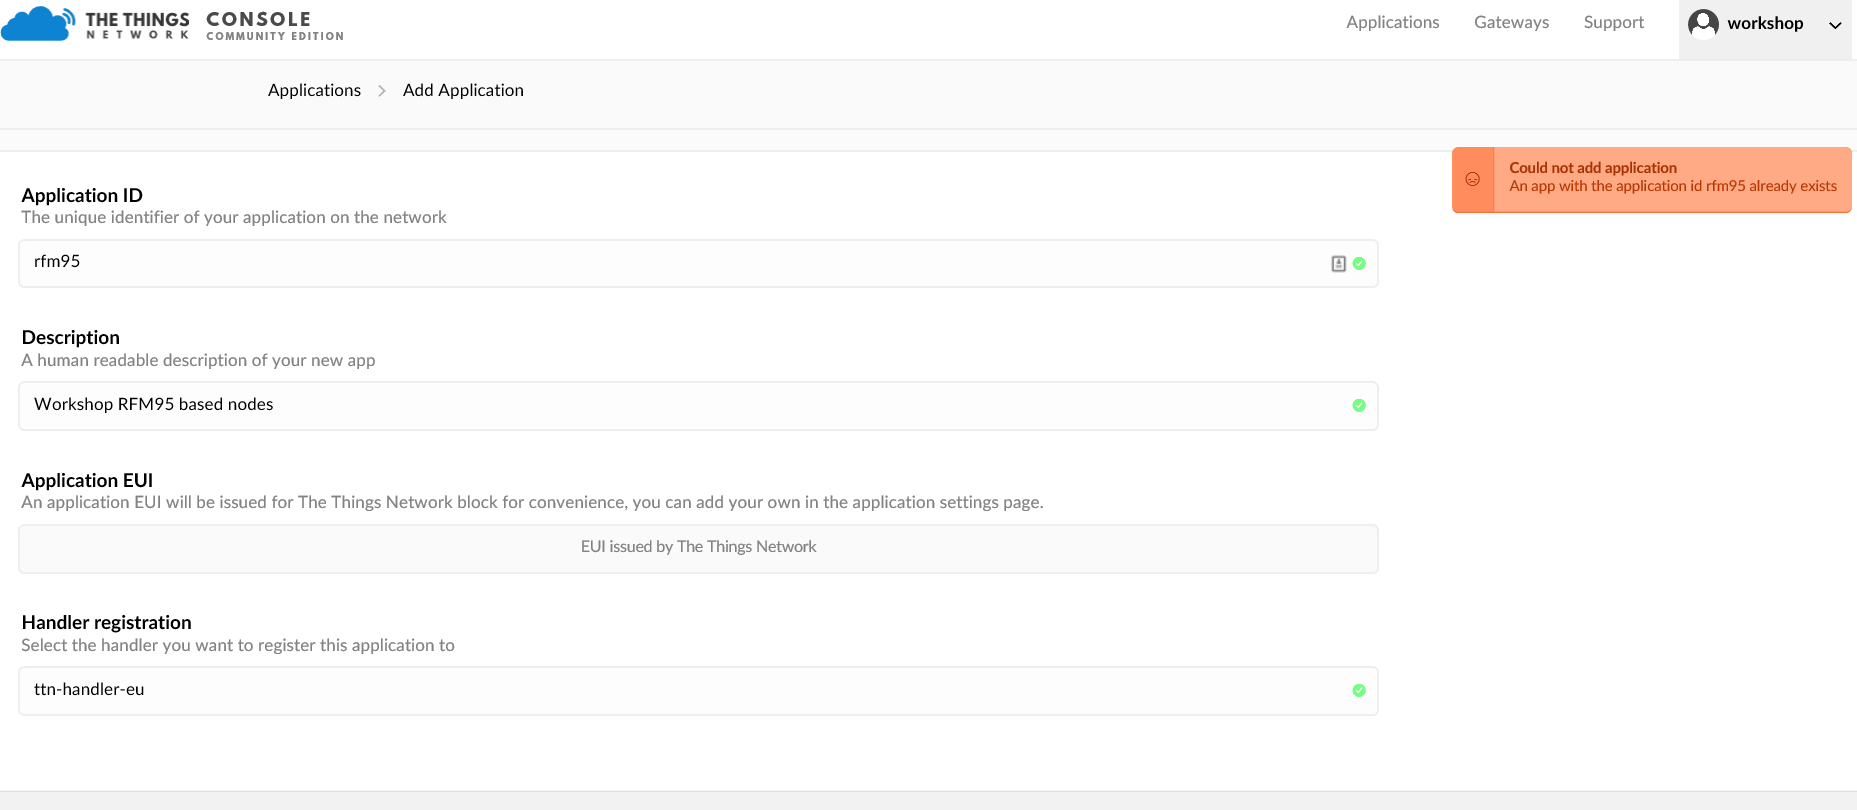 THE THINGS
NETWORK
CONSOLE
COMMUNITY EDITION
Applications
Gateways
Support
workshop
Applications
Add Application
Could not add application
An app with the application id rfm95 already exists
Application ID
The unique identifier of your application on the network
rfm95
Description
A human readable description of your new app
Workshop RFM95 based nodes
Application EUI
An application EUI will be issued for The Things Network block for convenience, you can add your own in the application settings page.
EUI issued by The Things Network
Handler registration
Select the handler you want to register this application to
ttn-handler-eu